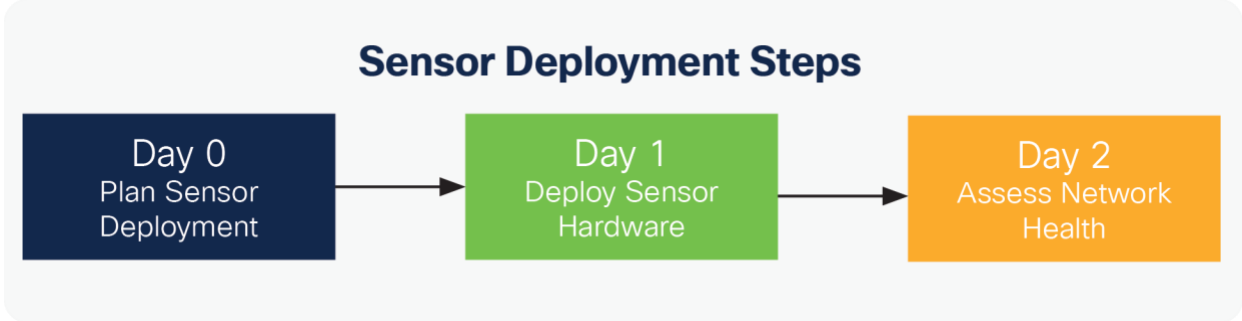 Sensor Deployment Steps
Day 0
Plan Sensor
Deployment
Day 1
Deploy Sensor
Hardware
Day 2
Assess Network
Health